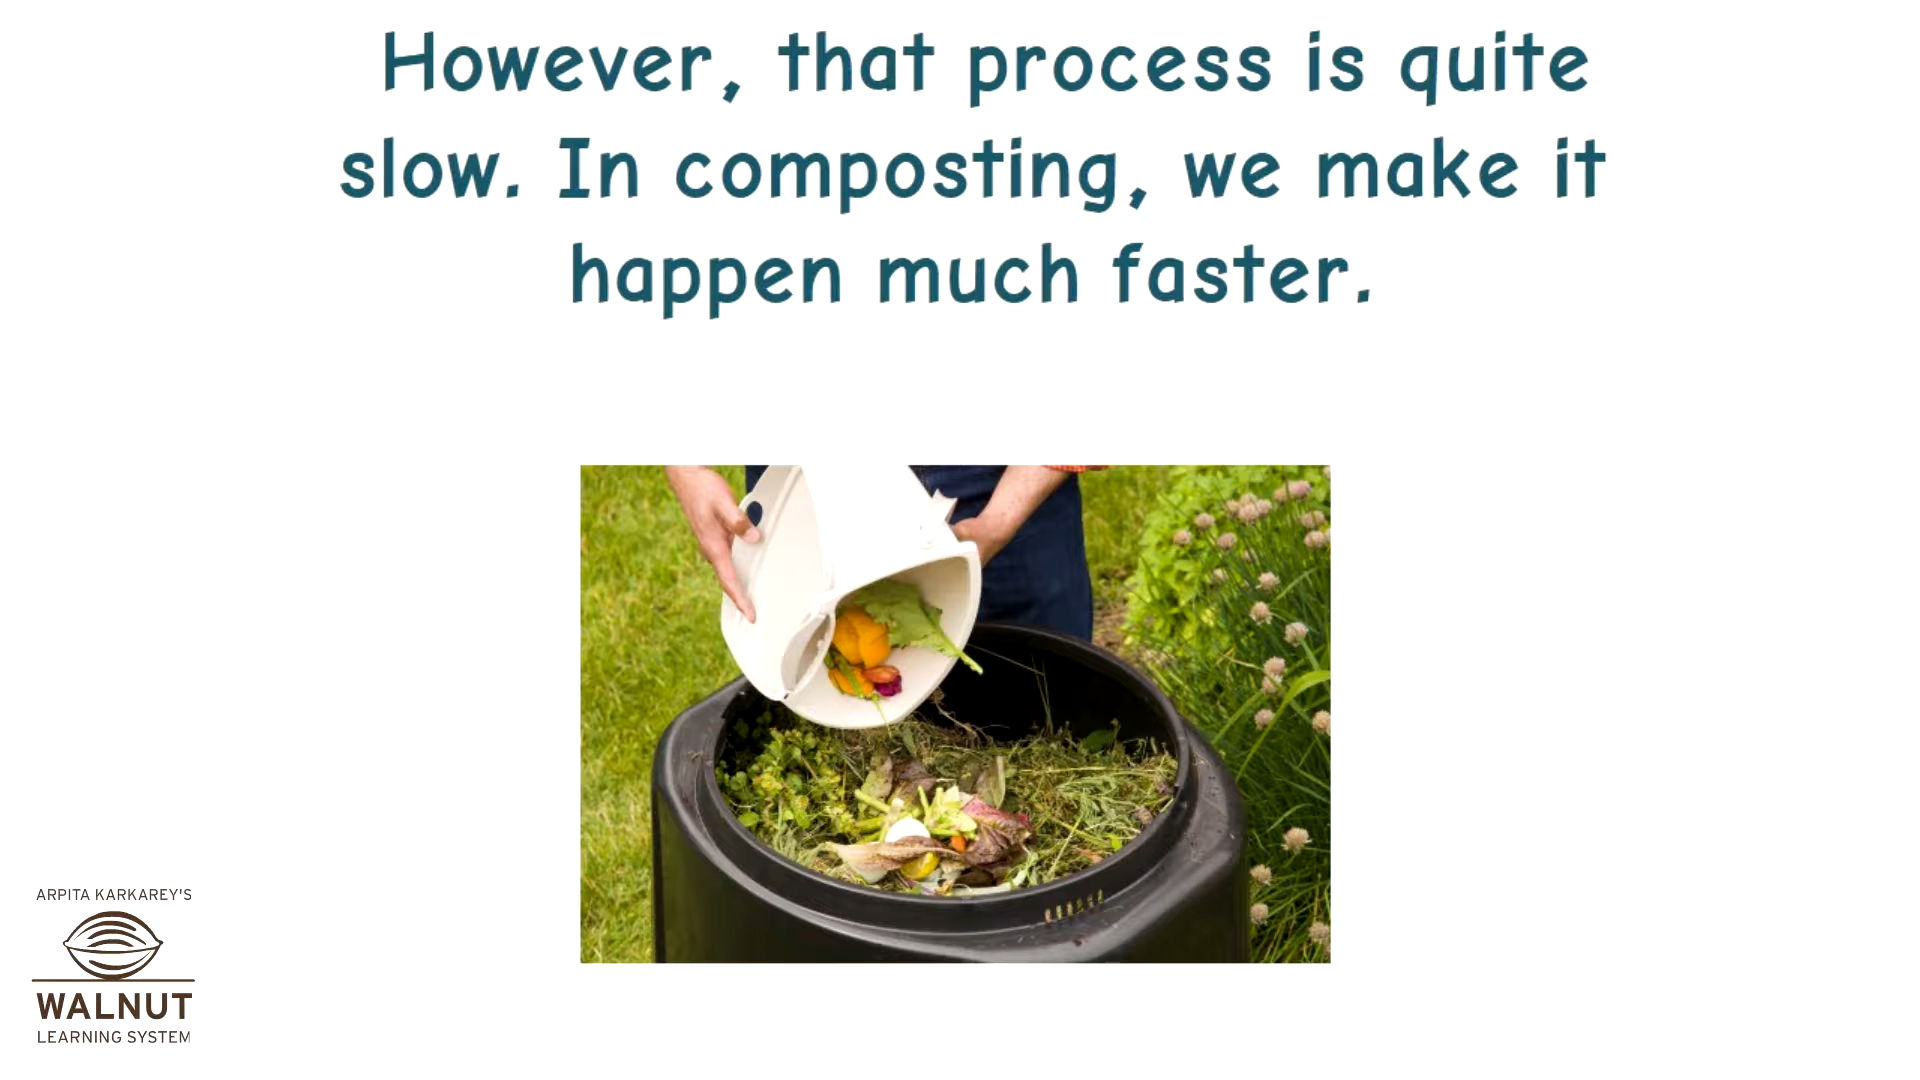 However, that process is quite
slow. In composting, we make it
happen much faster.
ARPITA KARKAREY'S
WALNUT
LEARNING SYSTEM